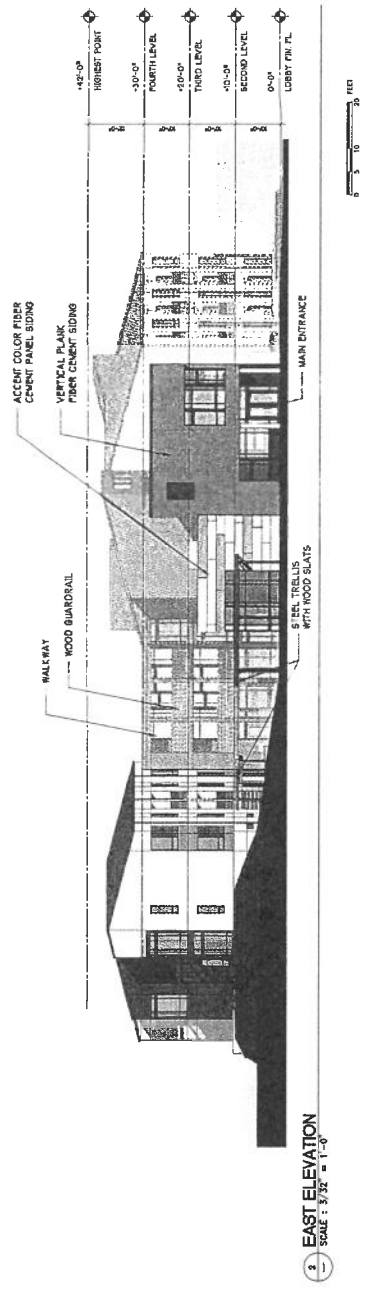 +42'-0"
HIGHEST POINT
+30'-0"
FOURTH LEVEL
+20'-0"
THIRD LEVEL
+10'-0"
SECOND LEVEL
0'-0"
LOBBY FIN. FL.
ACCENT COLOR FIBER
CEMENT PANEL SIDING
VERTICAL PLANK
FIBER CEMENT SIDING
WOOD GUARDRAIL
WALKWAY
MAIN ENTRANCE
STEEL TRELLIS
WITH WOOD SLATS
0 5 10 20 FEET
2 EAST ELEVATION
SCALE : 3/32" = 1'-0"